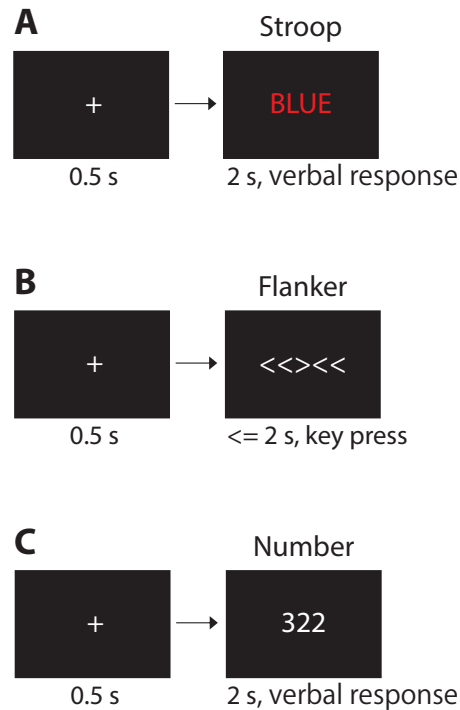 A
Stroop
+
BLUE
0.5 s
2 s, verbal response
B
Flanker
+
<<><<
0.5 s
<= 2 s, key press
C
Number
+
322
0.5 s
2 s, verbal response